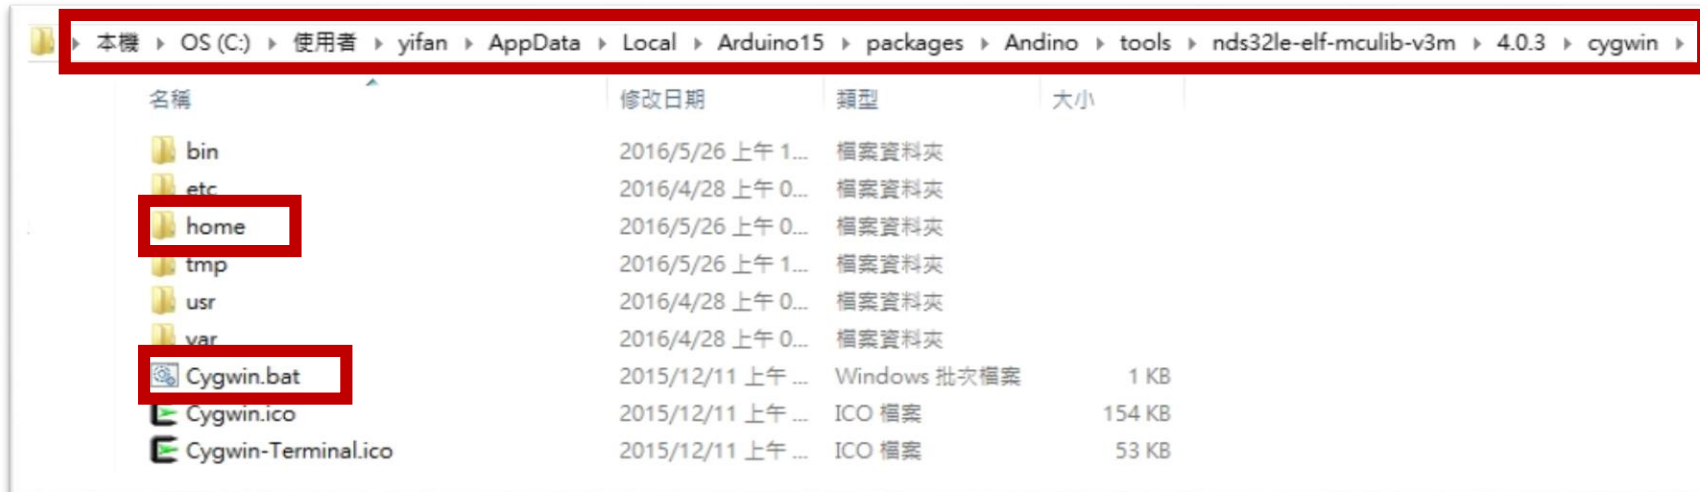 本機 ▸ OS (C:) ▸ 使用者 ▸ yifan ▸ AppData ▸ Local ▸ Arduino15 ▸ packages ▸ Andino ▸ tools ▸ nds32le-elf-mculib-v3m ▸ 4.0.3 ▸ cygwin ▸
名稱 修改日期 類型 大小
bin 2016/5/26 上午 1... 檔案資料夾
etc 2016/4/28 上午 0... 檔案資料夾
home 2016/5/26 上午 0... 檔案資料夾
tmp 2016/5/26 上午 1... 檔案資料夾
usr 2016/4/28 上午 0... 檔案資料夾
var 2016/4/28 上午 0... 檔案資料夾
Cygwin.bat 2015/12/11 上午 ... Windows 批次檔案 1 KB
Cygwin.ico 2015/12/11 上午 ... ICO 檔案 154 KB
Cygwin-Terminal.ico 2015/12/11 上午 ... ICO 檔案 53 KB